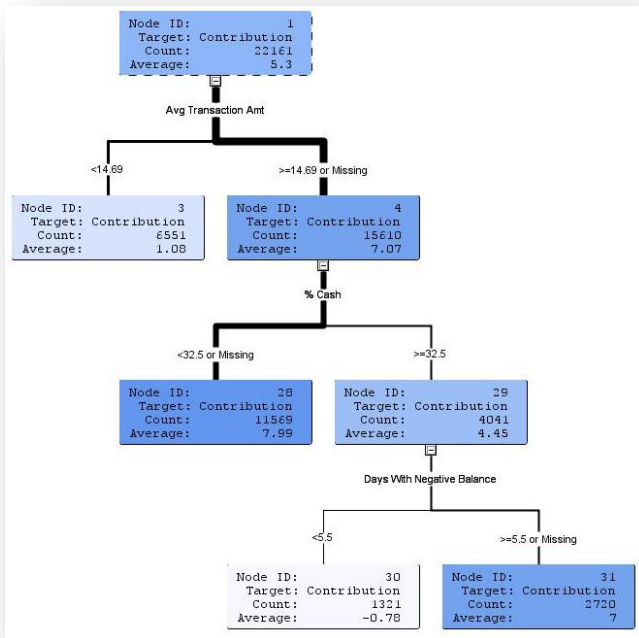 Node ID: 1
Target: Contribution
Count: 22161
Average: 5.3
Avg Transaction Amt
<14.69
>=14.69 or Missing
Node ID: 3
Target: Contribution
Count: 6551
Average: 1.08
Node ID: 4
Target: Contribution
Count: 15610
Average: 7.07
% Cash
<32.5 or Missing
>=32.5
Node ID: 28
Target: Contribution
Count: 11569
Average: 7.99
Node ID: 29
Target: Contribution
Count: 4041
Average: 4.45
Days With Negative Balance
<5.5
>=5.5 or Missing
Node ID: 30
Target: Contribution
Count: 1321
Average: -0.78
Node ID: 31
Target: Contribution
Count: 2720
Average: 7